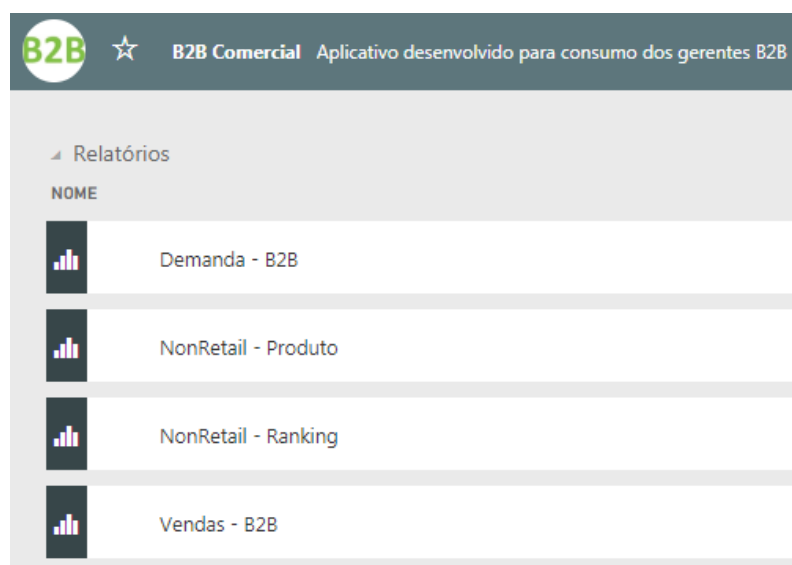 B2B
B2B Comercial Aplicativo desenvolvido para consumo dos gerentes B2B
Relatórios
NOME
Demanda - B2B
NonRetail - Produto
NonRetail - Ranking
Vendas - B2B